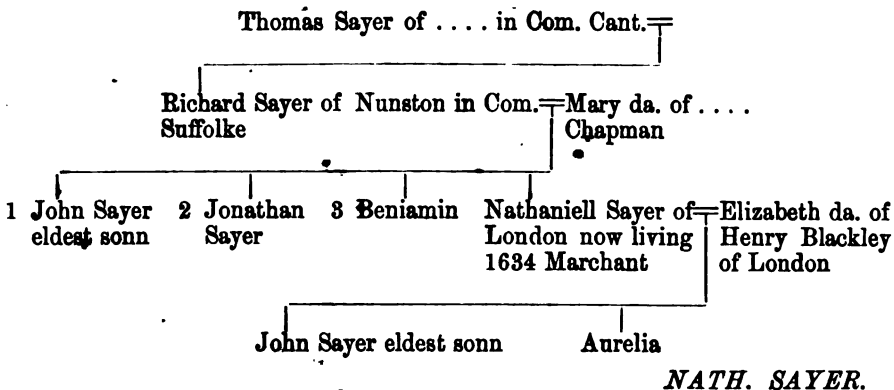 Thomas Sayer of .... in Com. Cant.=
Richard Sayer of Nunston in Com.=Mary da. of ....
Suffolke Chapman
1 John Sayer eldest sonn
2 Jonathan Sayer
3 Beniamin
Nathaniell Sayer of=Elizabeth da. of
London now living Henry Blackley
1634 Marchant of London
John Sayer eldest sonn Aurelia
NATH. SAYER.